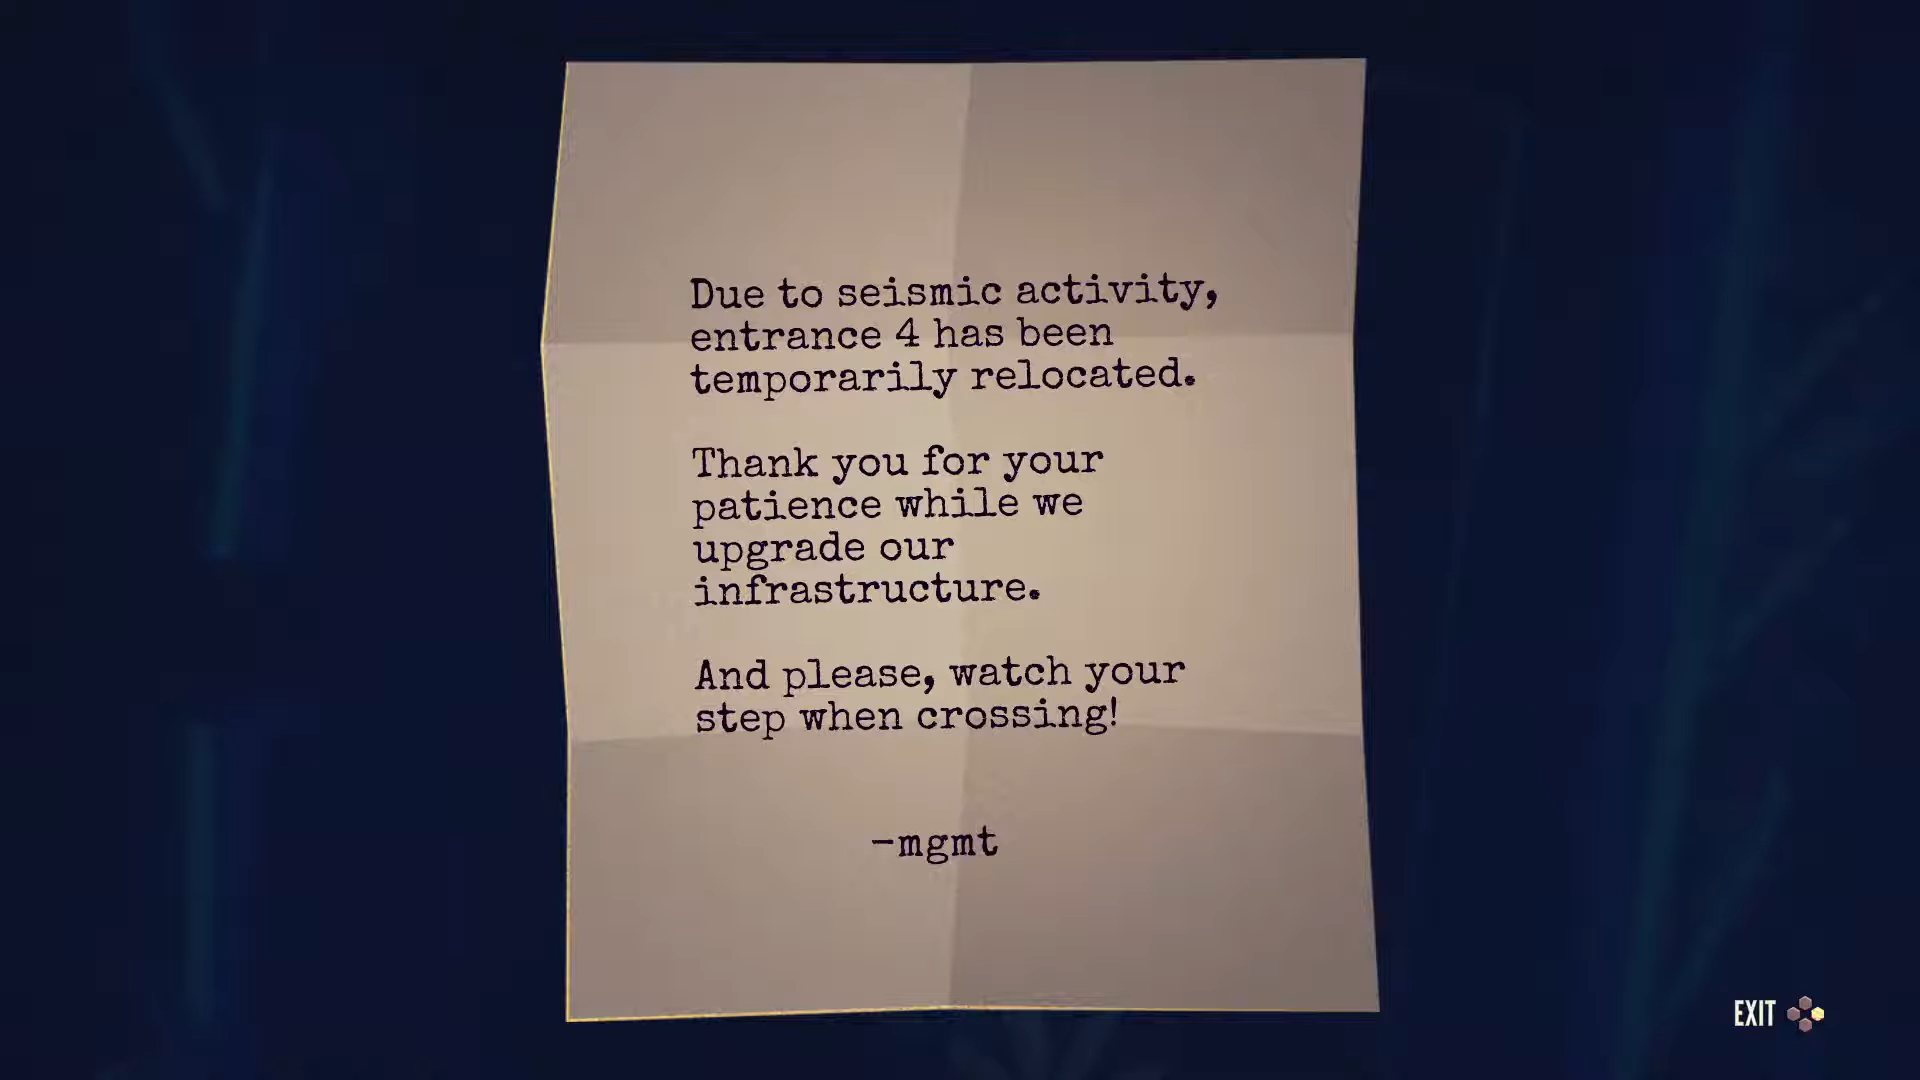 Due to seismic activity,
entrance 4 has been
temporarily relocated.
Thank you for your
patience while we
upgrade our
infrastructure.
And please, watch your
step when crossing!
-mgmt
EXIT